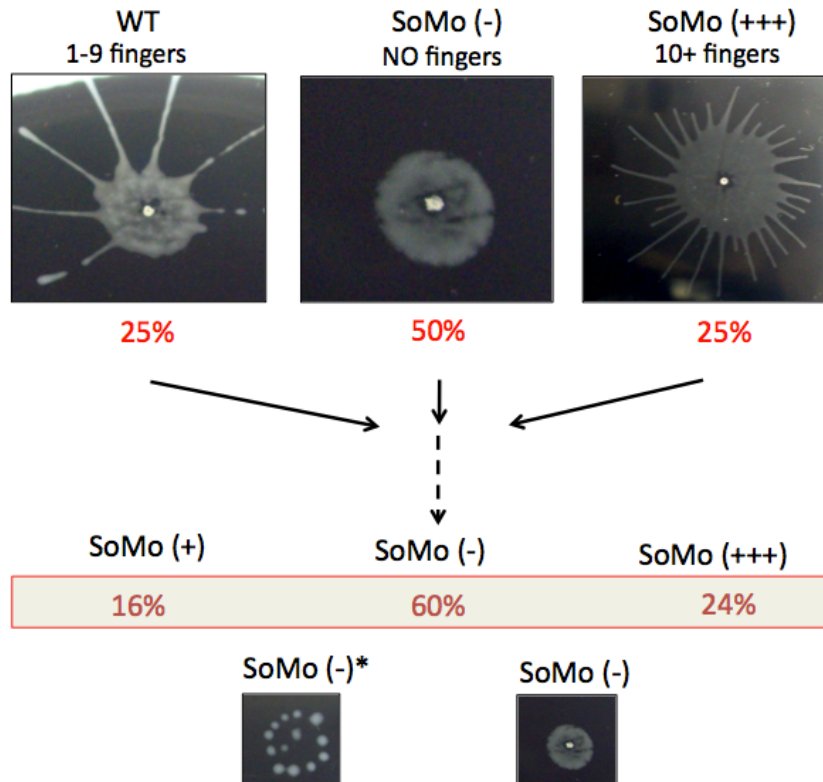 WT SoMo (-) SoMo (+++)
1-9 fingers NO fingers 10+ fingers
25% 50% 25%
SoMo (+) SoMo (-) SoMo (+++)
16% 60% 24%
SoMo (-)* SoMo (-)